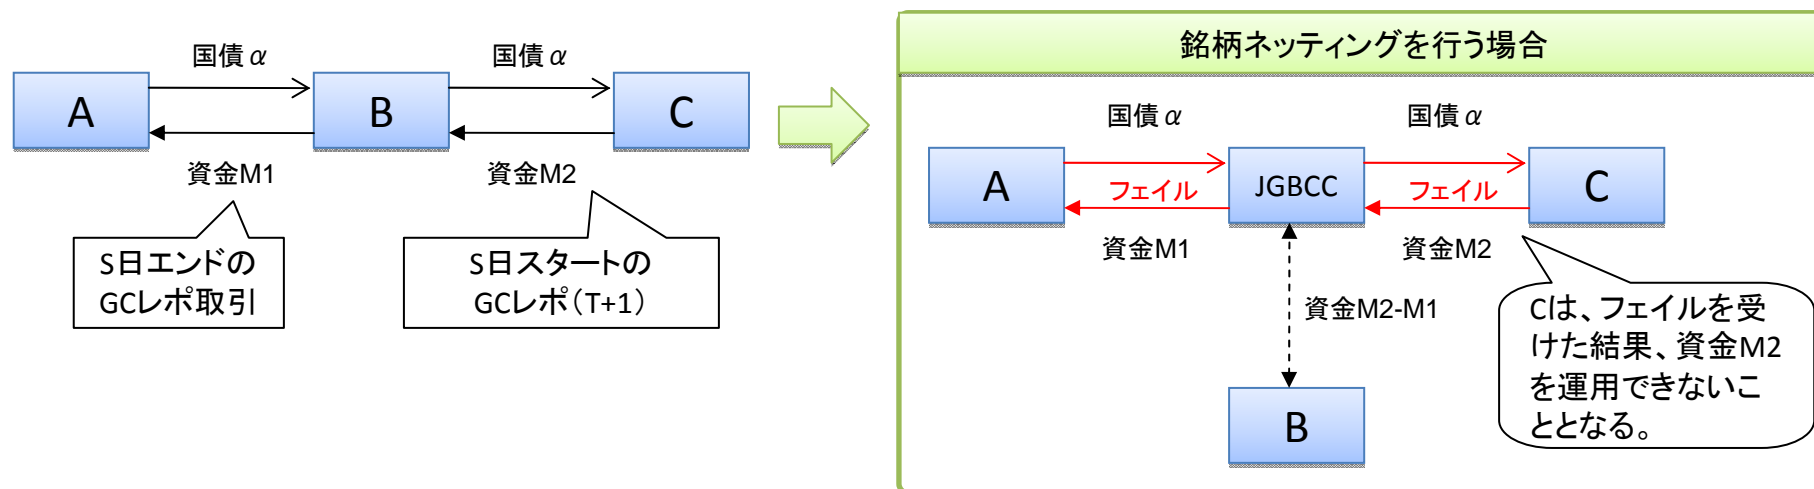 国債α
国債α
A
B
C
資金M1
資金M2
S日エンドの
GCレポ取引
S日スタートの
GCレポ（T+1）
銘柄ネッティングを行う場合
国債α
国債α
A
フェイル
JGBCC
フェイル
C
資金M1
資金M2
資金M2-M1
B
Cは、フェイルを受
けた結果、資金M2
を運用できないこ
ととなる。